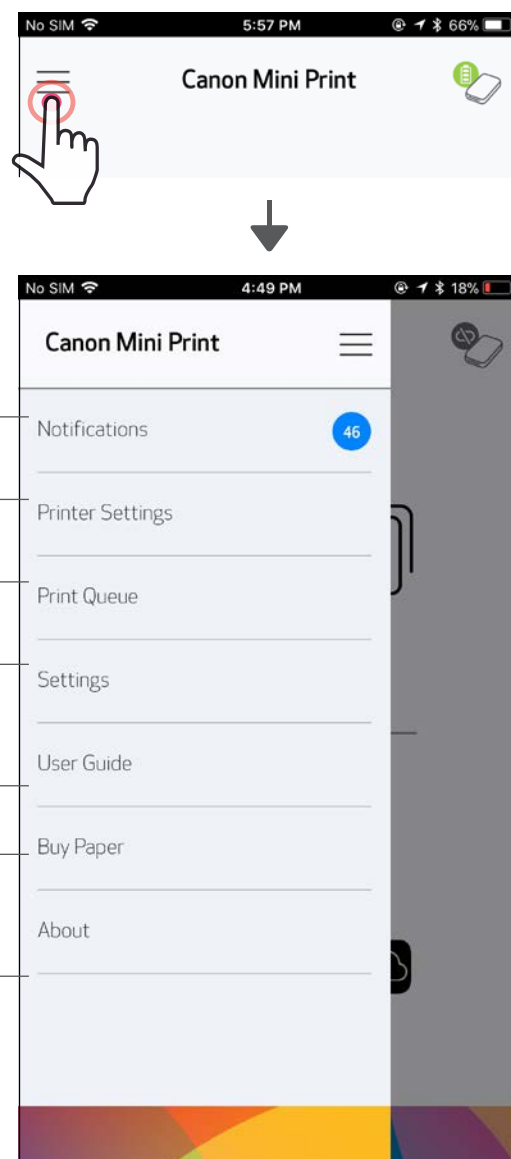 No SIM 5:57 PM 66%
Canon Mini Print
No SIM 4:49 PM 18%
Canon Mini Print
Notifications 46
Printer Settings
Print Queue
Settings
User Guide
Buy Paper
About